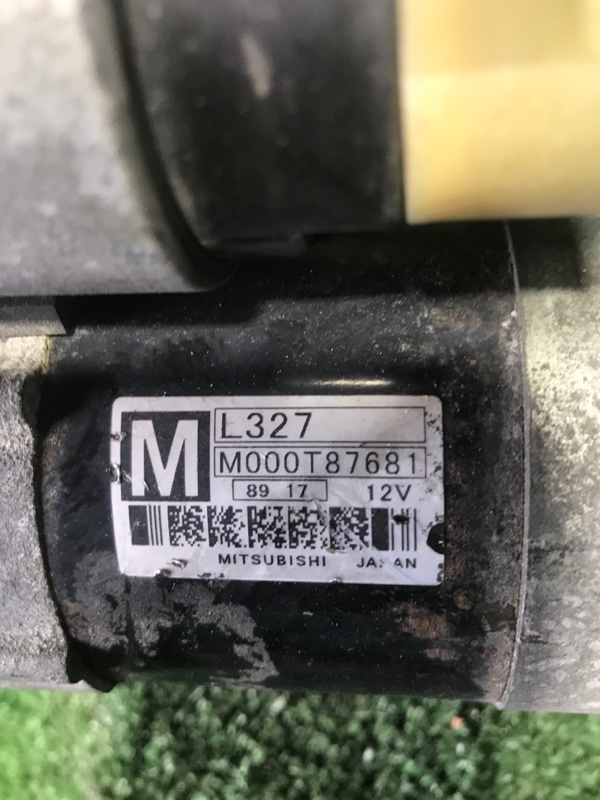 M
L327
M000T87681
89 17 12V
MITSUBISHI JAPAN